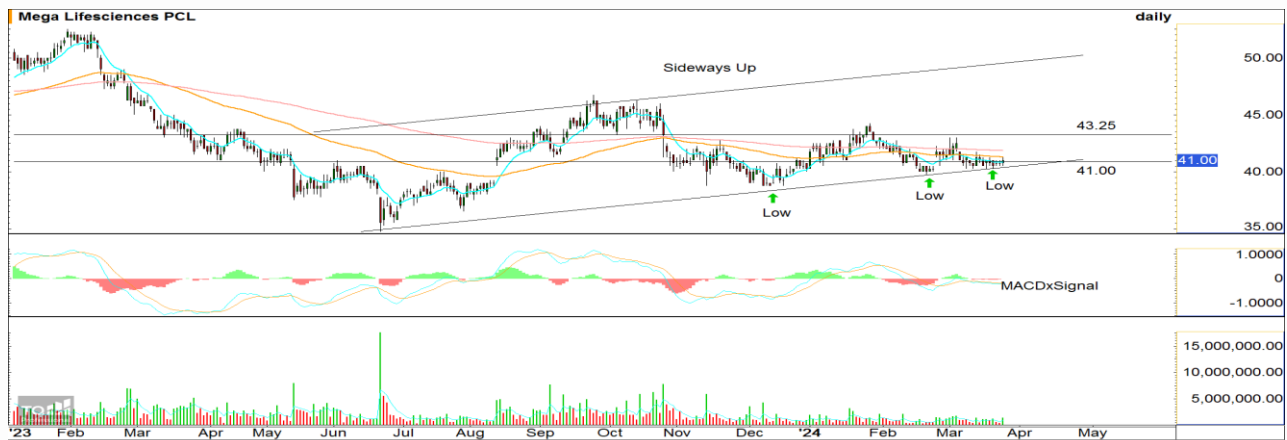 Mega Lifesciences PCL
daily
50.00
Sideways Up
45.00
43.25
41.00
41.00
40.00
Low
Low
Low
35.00
1.0000
0
MACDxSignal
-1.0000
15,000,000.00
10,000,000.00
5,000,000.00
'23 Feb Mar Apr May Jun Jul Aug Sep Oct Nov Dec '24 Feb Mar Apr May